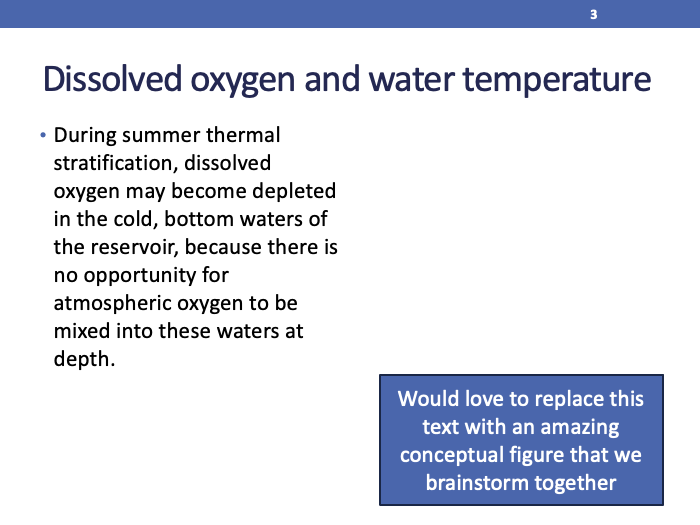 3
Dissolved oxygen and water temperature
• During summer thermal
stratification, dissolved
oxygen may become depleted
in the cold, bottom waters of
the reservoir, because there is
no opportunity for
atmospheric oxygen to be
mixed into these waters at
depth.
Would love to replace this
text with an amazing
conceptual figure that we
brainstorm together